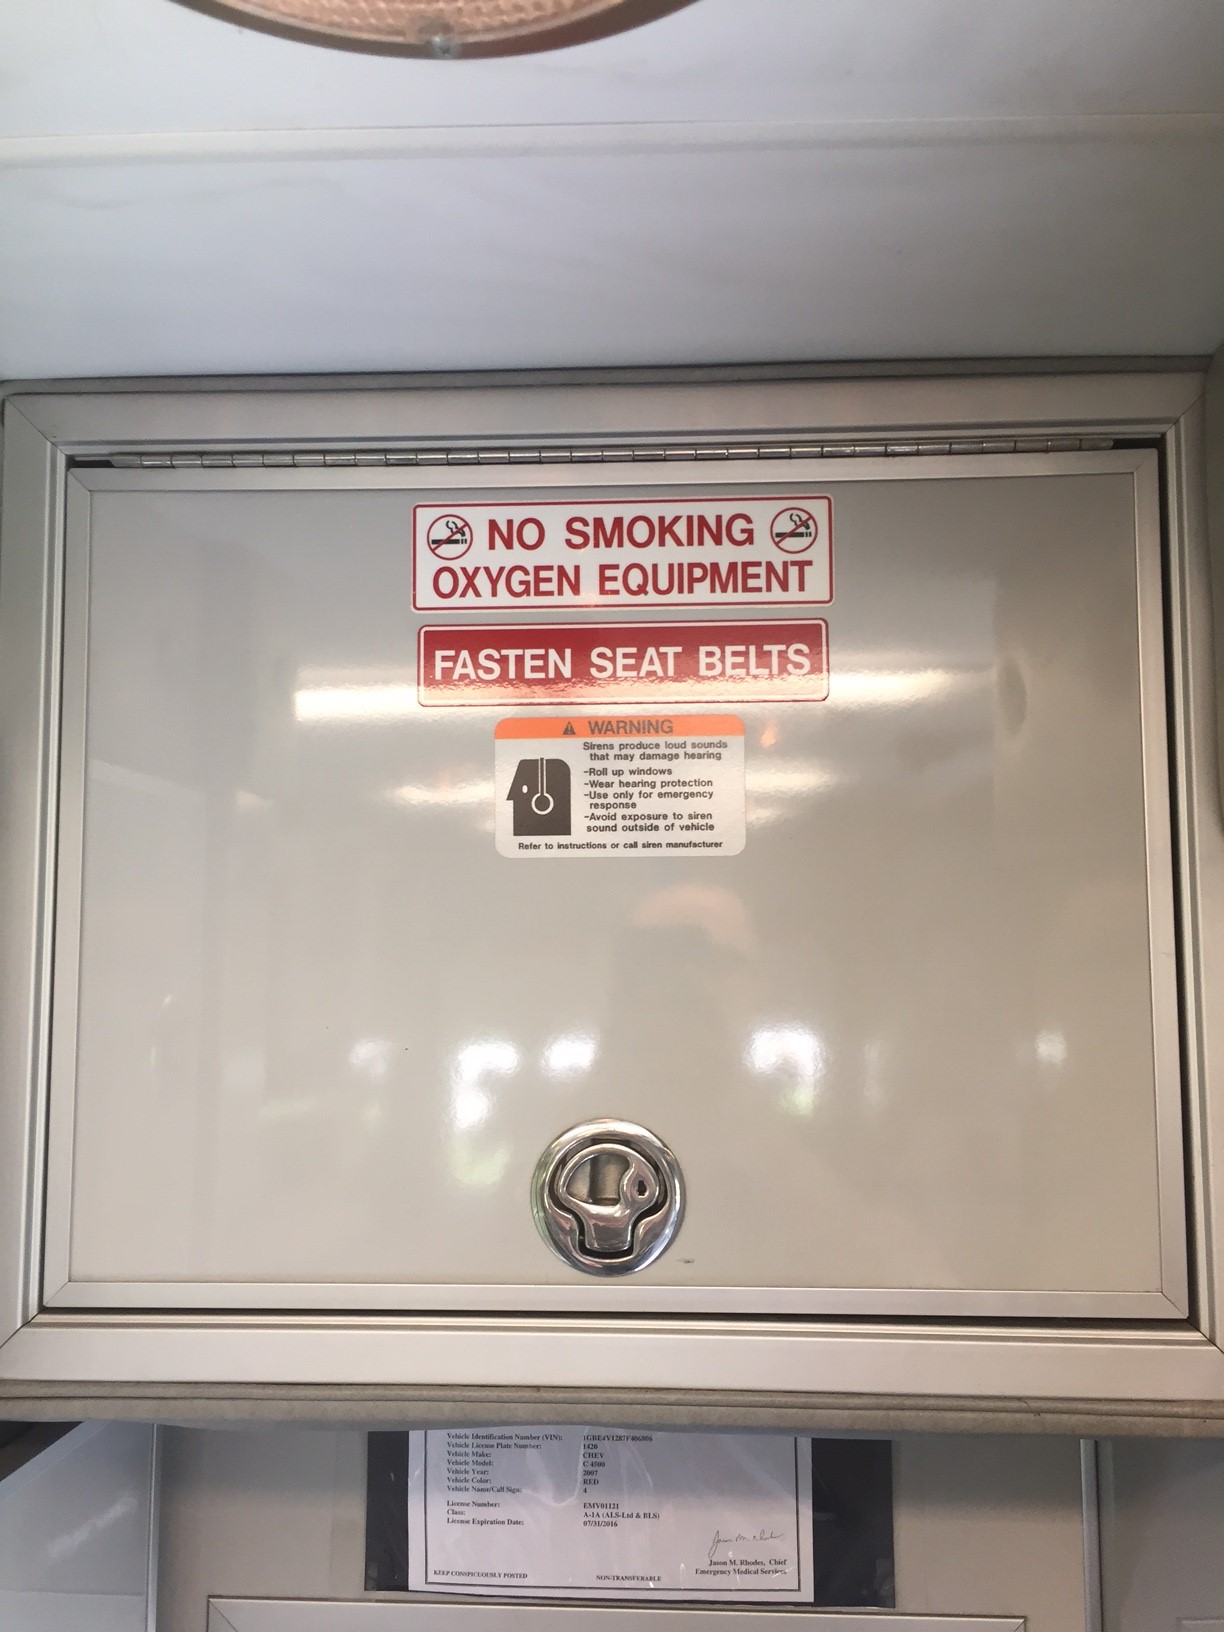 NO SMOKING
OXYGEN EQUIPMENT
FASTEN SEAT BELTS
WARNING
Sirens produce loud sounds
that may damage hearing
-Roll up windows
-Wear hearing protection
-Use only for emergency
response
-Avoid exposure to siren
sound outside of vehicle
Refer to instructions or call siren manufacturer
Vehicle Identification Number (VIN): 1GBE4V1287F406806
Vehicle License Plate Number: 1420
Vehicle Make: CHEV
Vehicle Model: C 4500
Vehicle Year: 2007
Vehicle Color: RED
Vehicle Name/Call Sign: 4
License Number: EMV01121
Class: A-1A (ALS-Ltd & BLS)
License Expiration Date: 07/31/2016
Jason M. Rhodes, Chief
Emergency Medical Services
KEEP CONSPICUOUSLY POSTED
NON-TRANSFERABLE